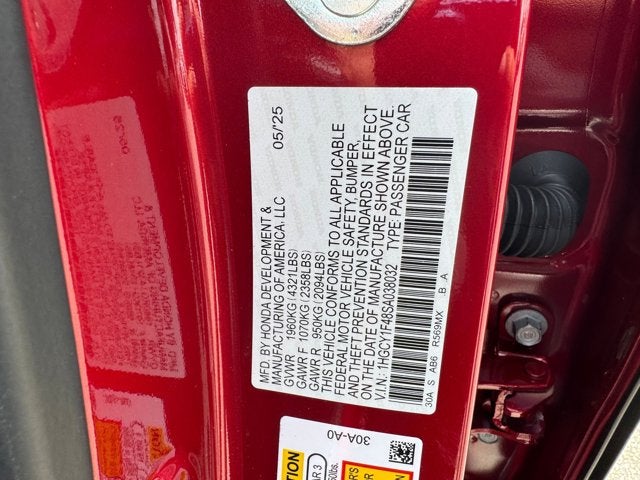 MFD.BY HONDA DEVELOPMENT &
MANUFACTURING OF AMERICA, LLC
05/'25
GVWR 1960KG (4321LBS)
GAWR F 1070KG (2358LBS)
GAWR R 950KG (2094LBS)
THIS VEHICLE CONFORMS TO ALL APPLICABLE
FEDERAL MOTOR VEHICLE SAFETY, BUMPER,
AND THEFT PREVENTION STANDARDS IN EFFECT
ON THE DATE OF MANUFACTURE SHOWN ABOVE.
V.I.N.: 1HGCY1F48SA038032 TYPE: PASSENGER CAR
30A S AB6 R569MX B A
30A-A0